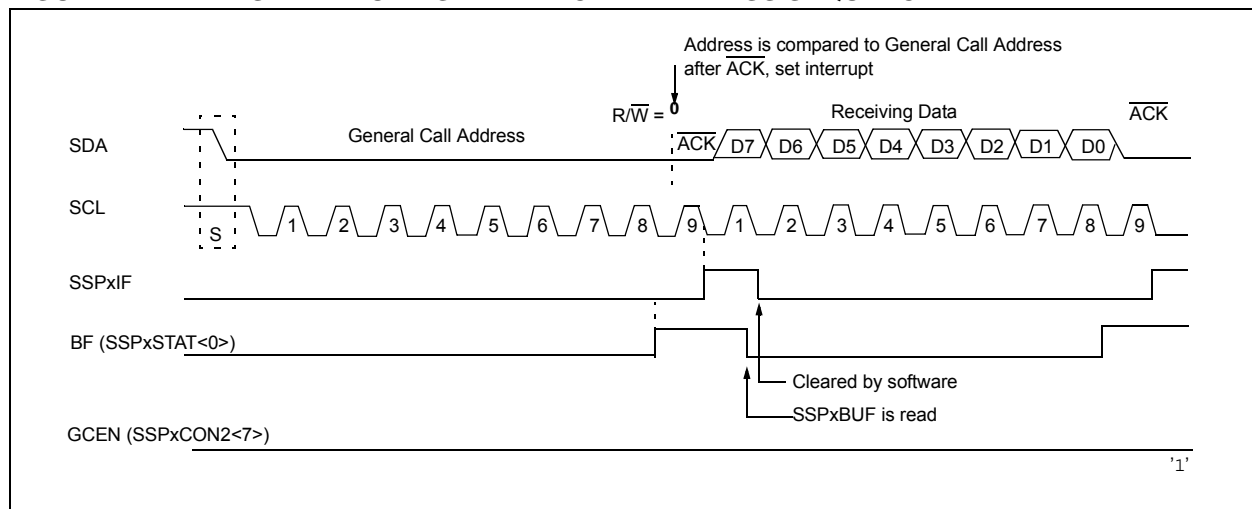 Address is compared to General Call Address
after ACK, set interrupt
R/W = 0
Receiving Data
ACK
General Call Address
SDA
ACK
D7 D6 D5 D4 D3 D2 D1 D0
SCL
S
1 2 3 4 5 6 7 8 9 1 2 3 4 5 6 7 8 9
SSPxIF
BF (SSPxSTAT<0>)
Cleared by software
SSPxBUF is read
GCEN (SSPxCON2<7>)
'1'